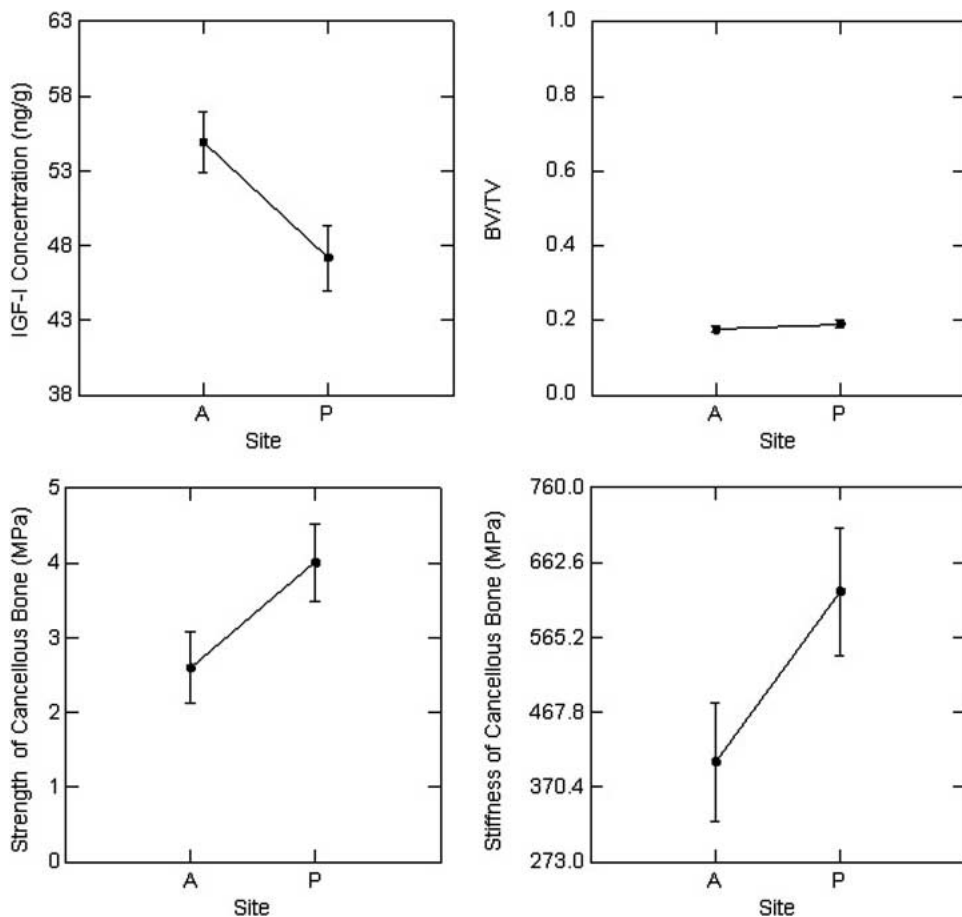 IGF-I Concentration (ng/g)
63
58
53
48
43
38
A P
Site
BV/TV
1.0
0.8
0.6
0.4
0.2
0.0
A P
Site
Strength of Cancellous Bone (MPa)
5
4
3
2
1
0
A P
Site
Stiffness of Cancellous Bone (MPa)
760.0
662.6
565.2
467.8
370.4
273.0
A P
Site